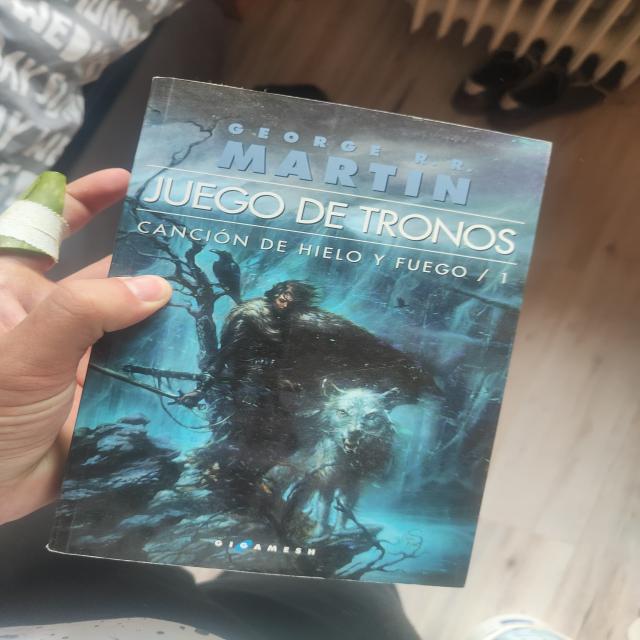 GEORGE R.R.
MARTIN
JUEGO DE TRONOS
CANCIÓN DE HIELO Y FUEGO / 1
GIGAMESH